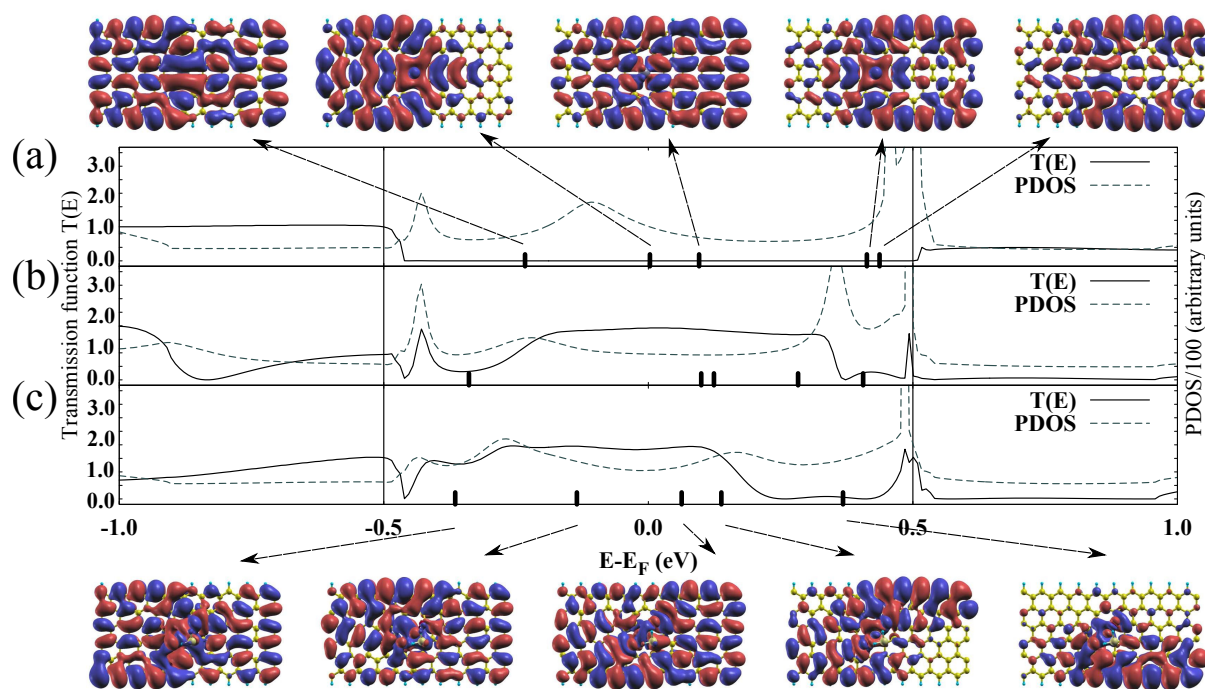 (a)
3.0
2.0
1.0
0.0
T(E)
PDOS
(b)
3.0
2.0
1.0
0.0
T(E)
PDOS
(c)
3.0
2.0
1.0
0.0
T(E)
PDOS
Transmission function T(E)
PDOS/100 (arbitrary units)
-1.0 -0.5 0.0 0.5 1.0
E-E_F (eV)